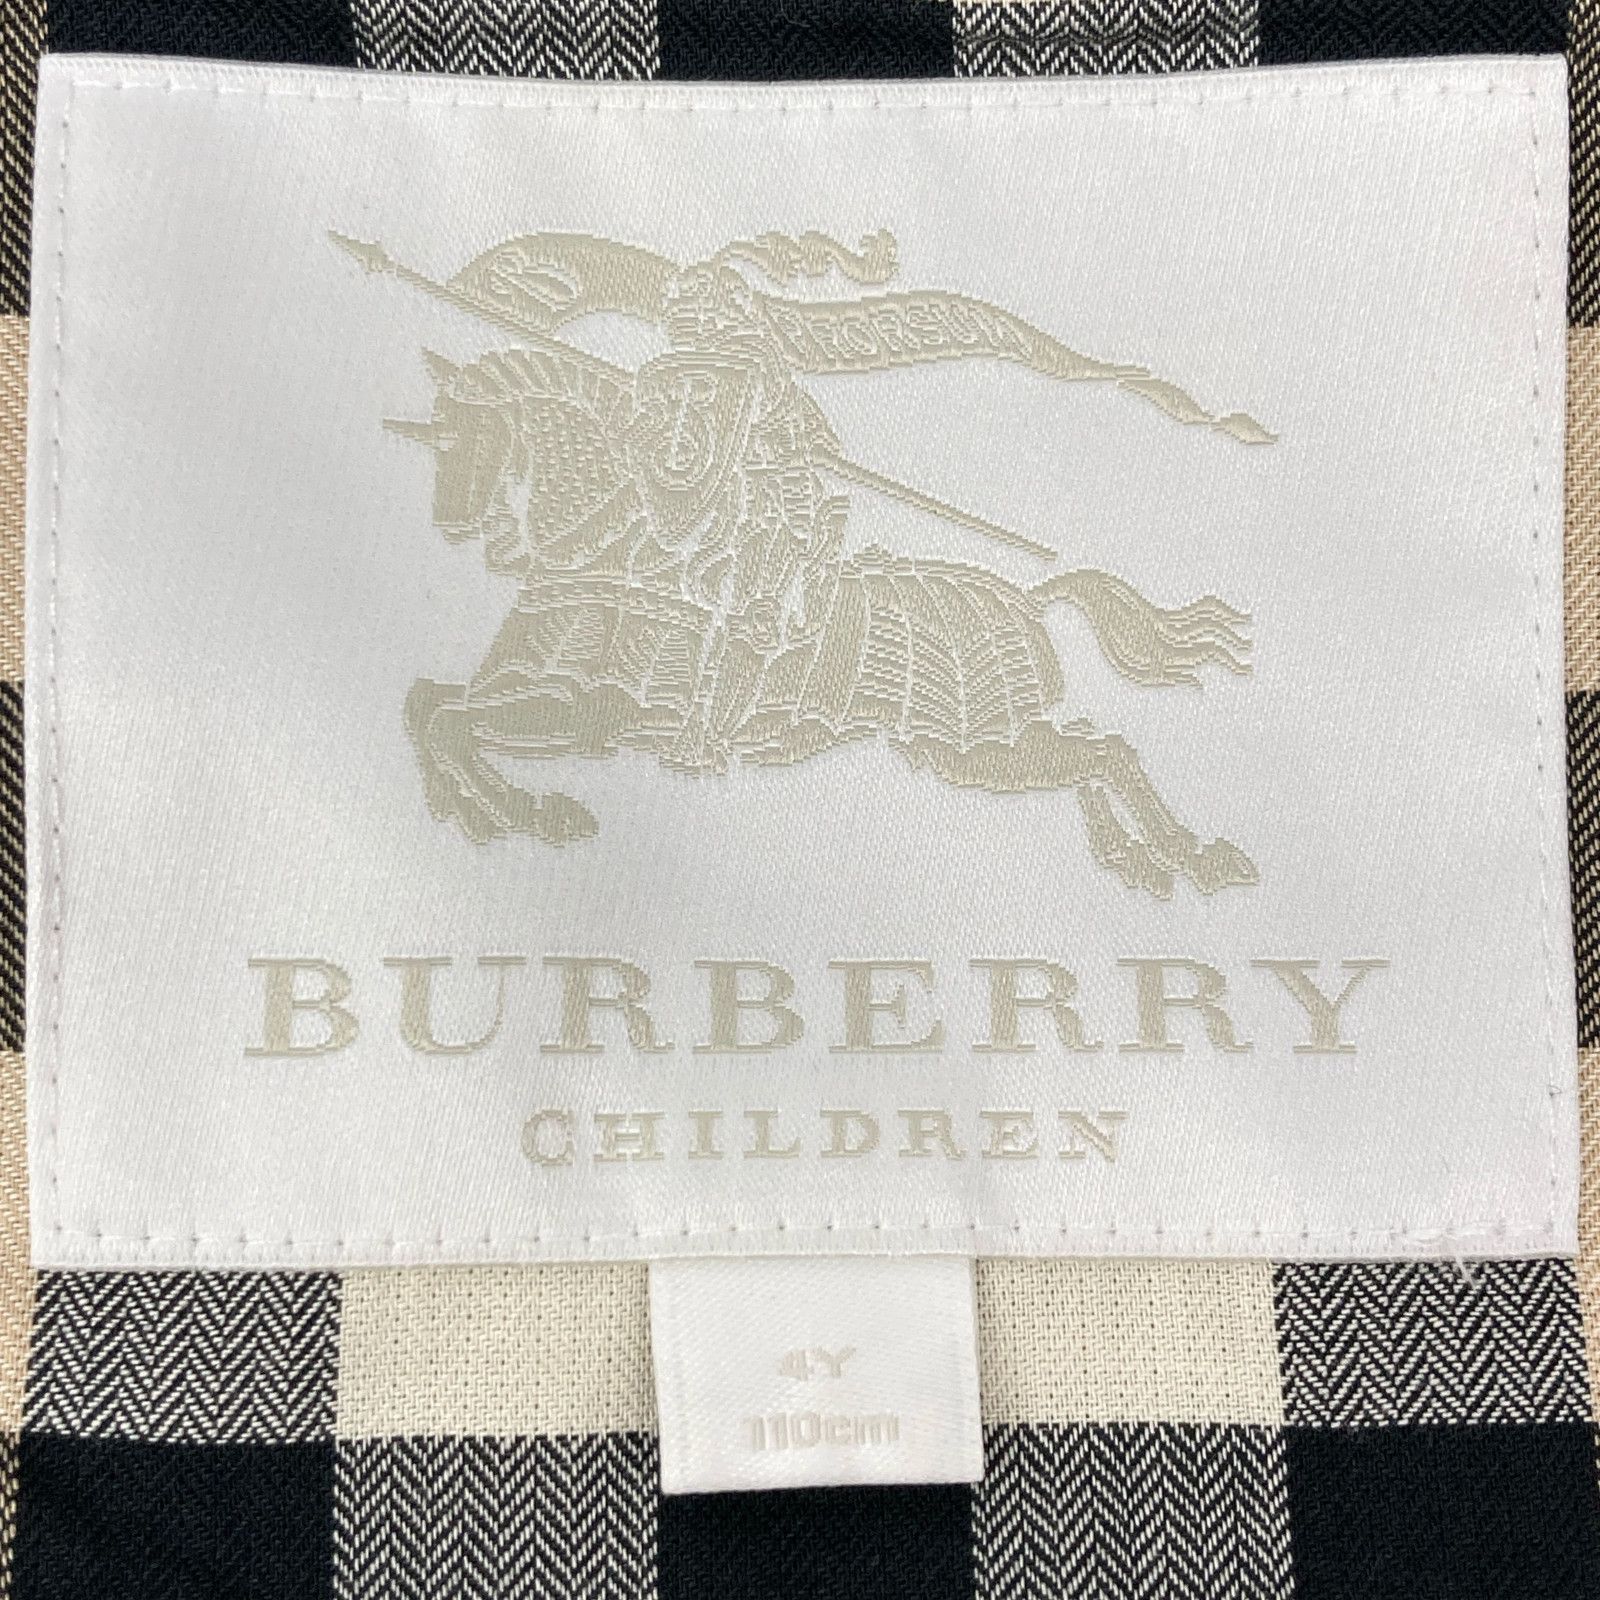 PRORSUM
BURBERRY
CHILDREN
4Y
110cm